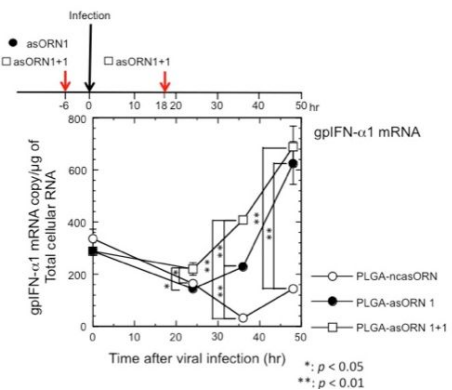 Infection
● asORN1
□ asORN1+1 □ asORN1+1
-6 0 10 18 20 30 40 50 hr
gpIFN-α1 mRNA
800
600
400
200
0
gpIFN-α1 mRNA copy/µg of
Total cellular RNA
** ** ** ** ** * *
0 10 20 30 40 50
Time after viral infection (hr)
PLGA-ncasORN
PLGA-asORN 1
PLGA-asORN 1+1
*: p < 0.05
**: p < 0.01